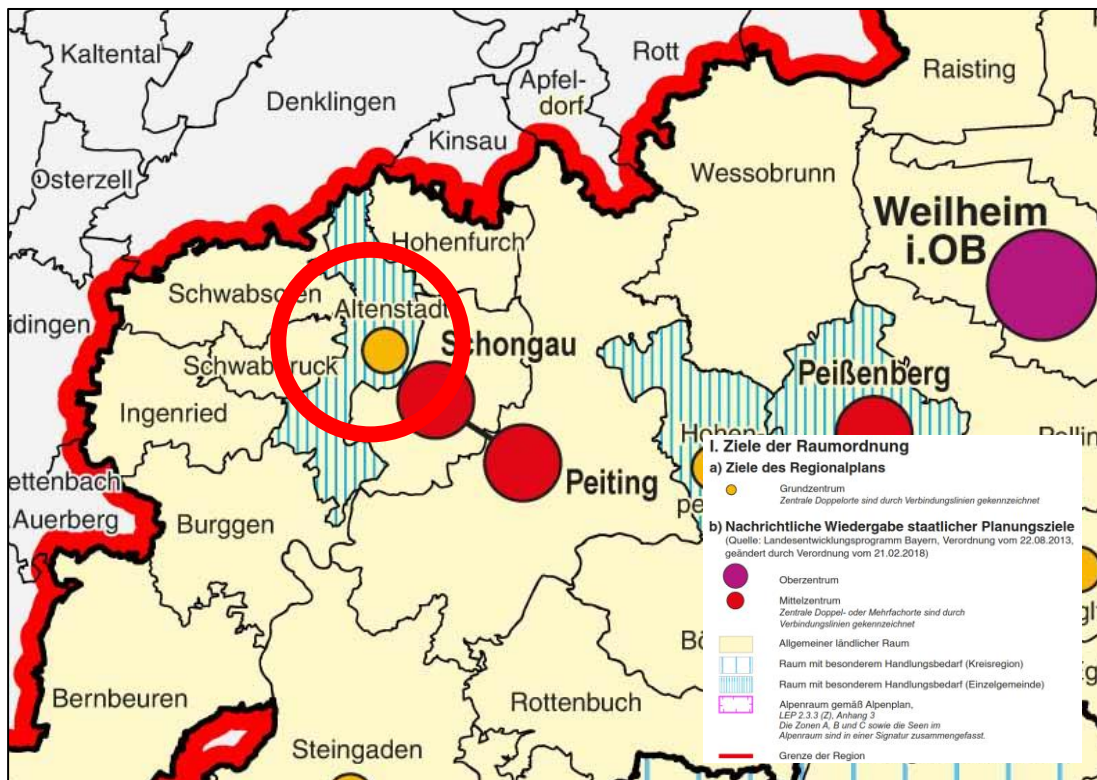 Kaltental
Rott
Raisting
Apfel-
dorf
Denklingen
Kinsau
Osterzell
Wessobrunn
Weilheim
i.OB
Hohenfurch
Schwabsoien
Altenstadt
Schongau
Schwabbruck
Peißenberg
Ingenried
Hohen-
Peiting
Auerberg
Burggen
Bernbeuren
Rottenbuch
Steingaden
I. Ziele der Raumordnung
a) Ziele des Regionalplans
Grundzentrum
Zentrale Doppelorte sind durch Verbindungslinien gekennzeichnet
b) Nachrichtliche Wiedergabe staatlicher Planungsziele
(Quelle: Landesentwicklungsprogramm Bayern, Verordnung vom 22.08.2013,
geändert durch Verordnung vom 21.02.2018)
Oberzentrum
Mittelzentrum
Zentrale Doppel- oder Mehrfachorte sind durch
Verbindungslinien gekennzeichnet
Allgemeiner ländlicher Raum
Raum mit besonderem Handlungsbedarf (Kreisregion)
Raum mit besonderem Handlungsbedarf (Einzelgemeinde)
Alpenraum gemäß Alpenplan,
LEP 2.3.3 (Z), Anhang 3
Die Zonen A, B und C sowie die Seen im
Alpenraum sind in einer Signatur zusammengefasst.
Grenze der Region